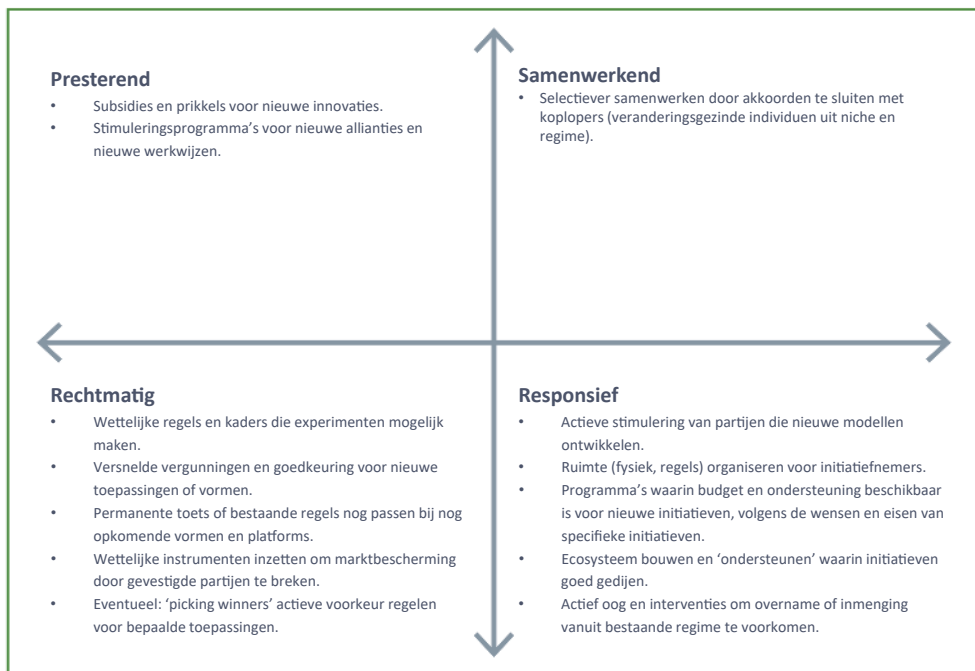 Presterend
• Subsidies en prikkels voor nieuwe innovaties.
• Stimuleringsprogramma's voor nieuwe allianties en
nieuwe werkwijzen.
Samenwerkend
• Selectiever samenwerken door akkoorden te sluiten met
koplopers (veranderingsgezinde individuen uit niche en
regime).
Rechtmatig
• Wettelijke regels en kaders die experimenten mogelijk
maken.
• Versnelde vergunningen en goedkeuring voor nieuwe
toepassingen of vormen.
• Permanente toets of bestaande regels nog passen bij nog
opkomende vormen en platforms.
• Wettelijke instrumenten inzetten om marktbescherming
door gevestigde partijen te breken.
• Eventueel: 'picking winners' actieve voorkeur regelen
voor bepaalde toepassingen.
Responsief
• Actieve stimulering van partijen die nieuwe modellen
ontwikkelen.
• Ruimte (fysiek, regels) organiseren voor initiatiefnemers.
• Programma's waarin budget en ondersteuning beschikbaar
is voor nieuwe initiatieven, volgens de wensen en eisen van
specifieke initiatieven.
• Ecosysteem bouwen en 'ondersteunen' waarin initiatieven
goed gedijen.
• Actief oog en interventies om overname of inmenging
vanuit bestaande regime te voorkomen.